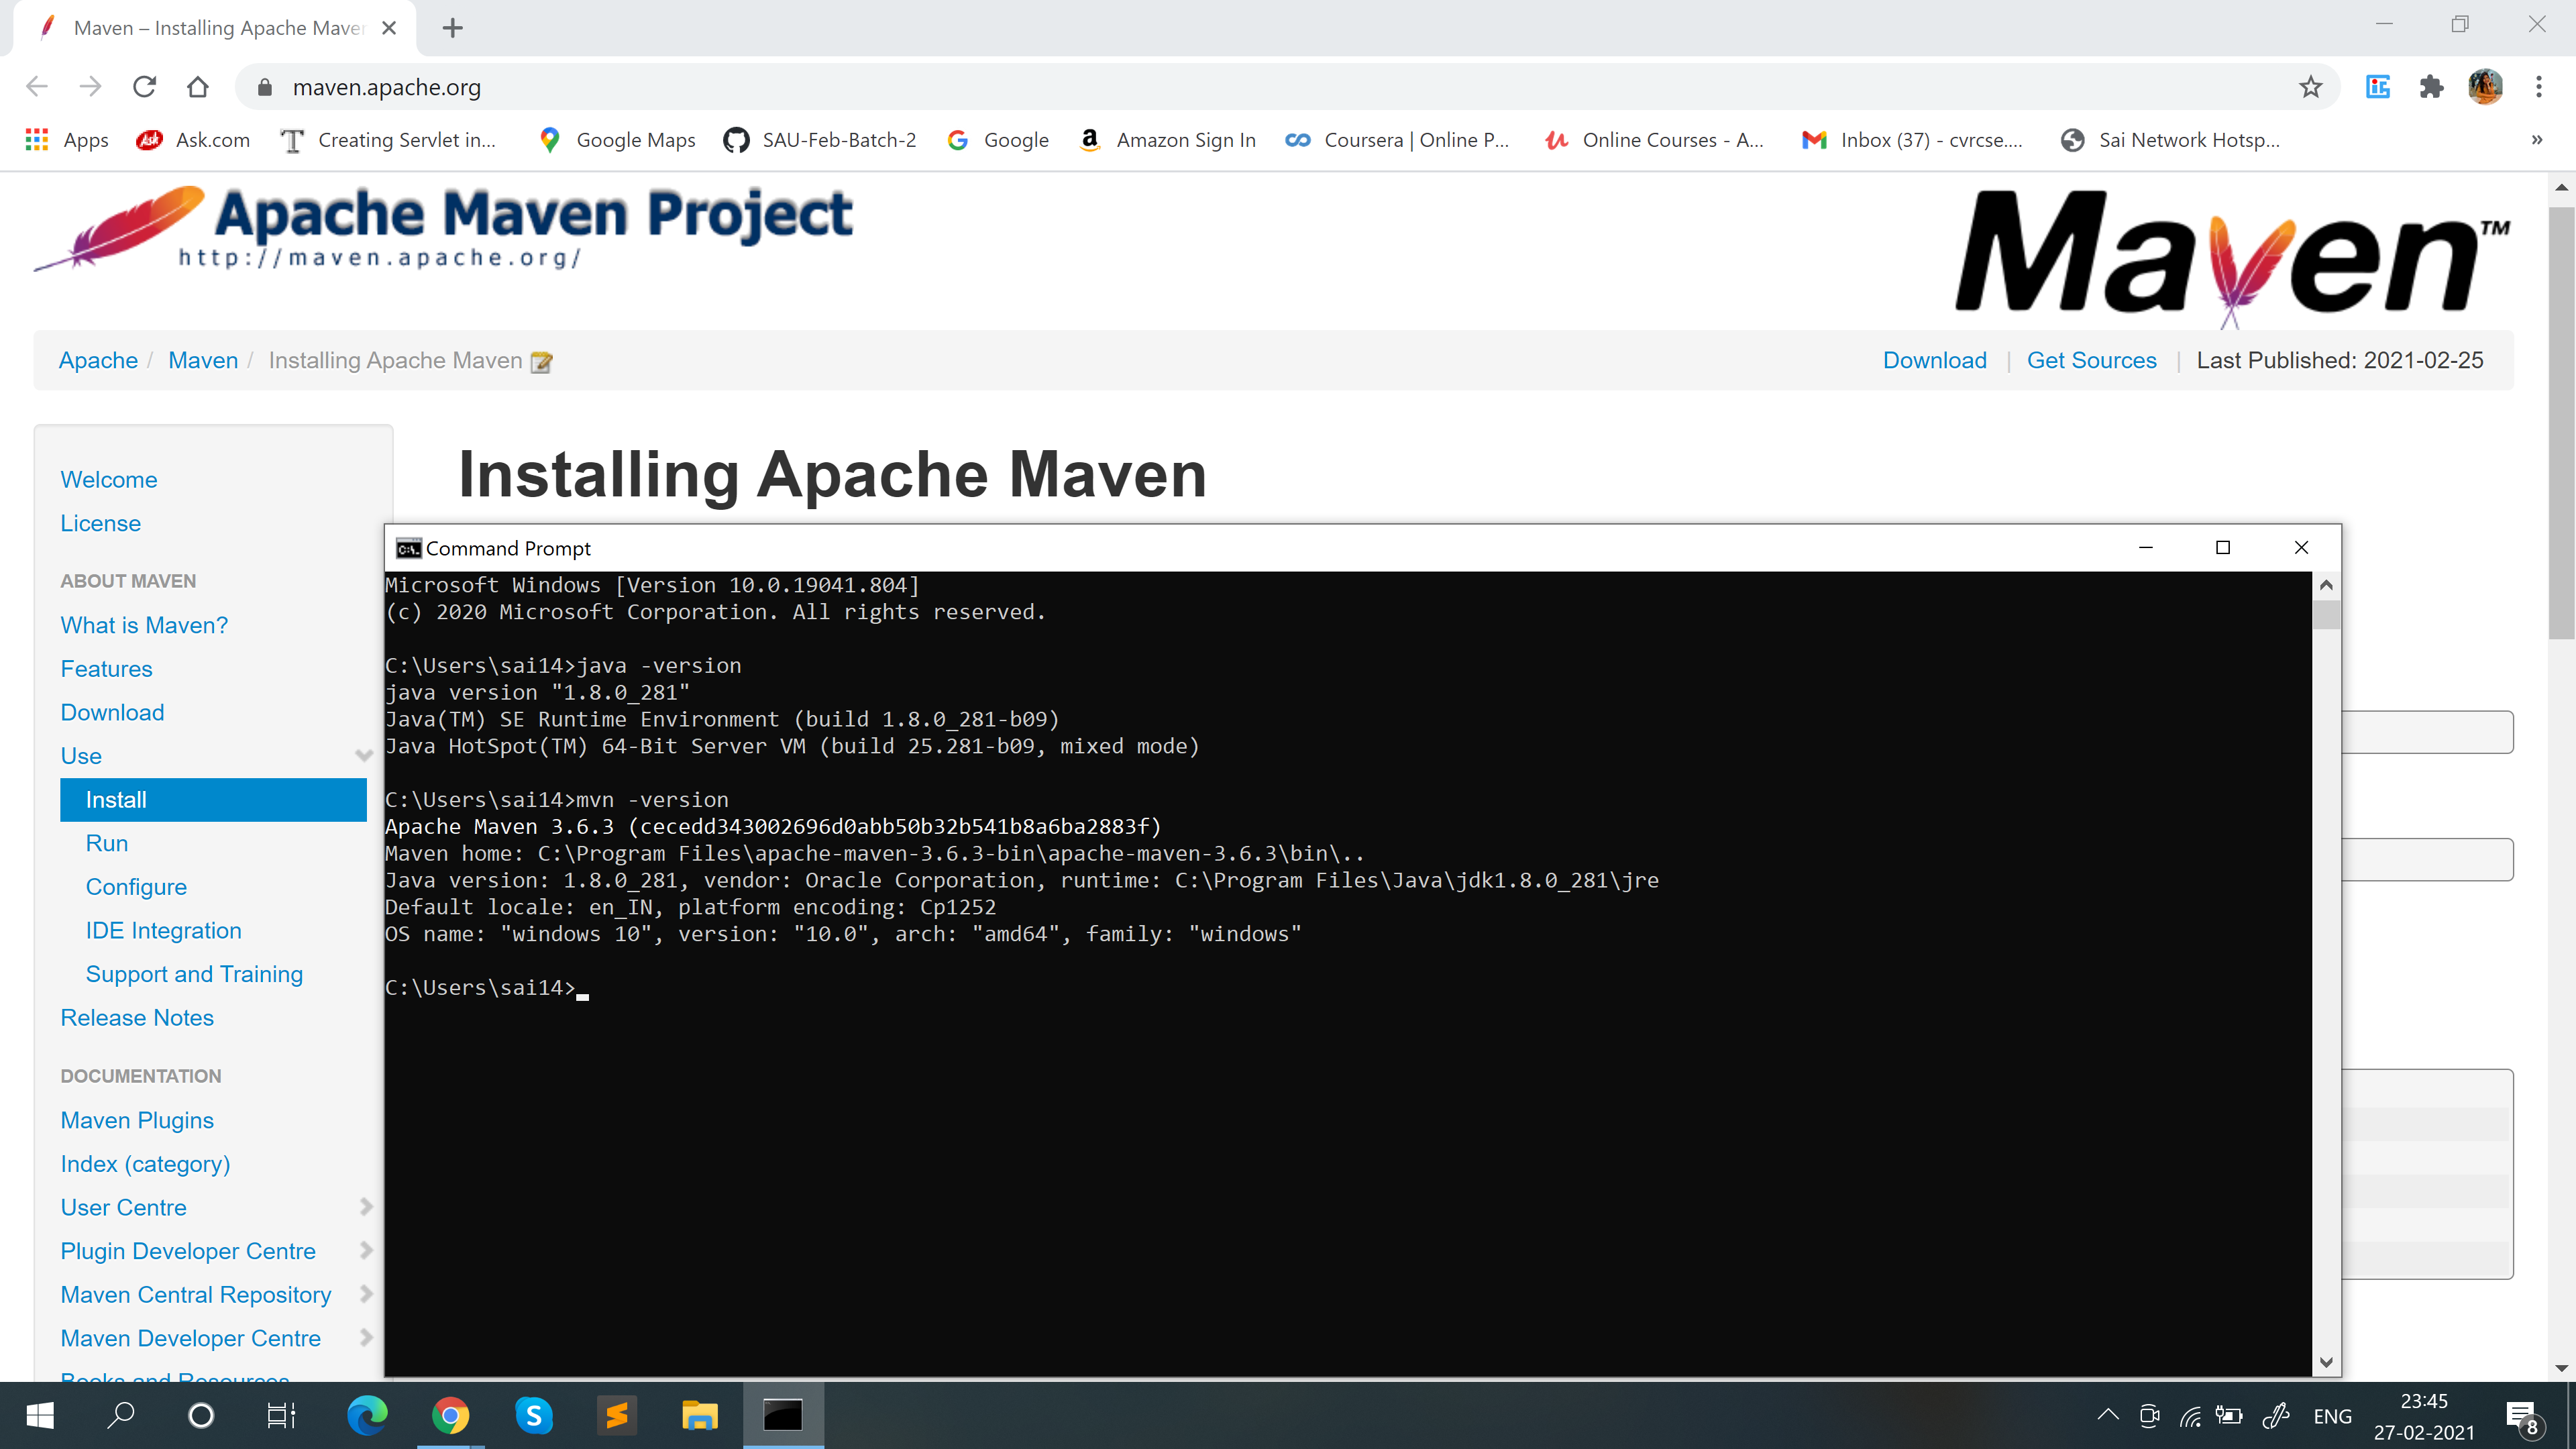 Maven – Installing Apache Maven
maven.apache.org
Apps Ask.com Creating Servlet in... Google Maps SAU-Feb-Batch-2 Google Amazon Sign In Coursera | Online P... Online Courses - A... Inbox (37) - cvrcse.... Sai Network Hotsp... »
Apache Maven Project
http://maven.apache.org/
Maven™
Apache / Maven / Installing Apache Maven
Download | Get Sources | Last Published: 2021-02-25
Welcome
License
ABOUT MAVEN
What is Maven?
Features
Download
Use
Install
Run
Configure
IDE Integration
Support and Training
Release Notes
DOCUMENTATION
Maven Plugins
Index (category)
User Centre
Plugin Developer Centre
Maven Central Repository
Maven Developer Centre
Books and Resources
Installing Apache Maven
Command Prompt
Microsoft Windows [Version 10.0.19041.804]
(c) 2020 Microsoft Corporation. All rights reserved.
C:\Users\sai14>java -version
java version "1.8.0_281"
Java(TM) SE Runtime Environment (build 1.8.0_281-b09)
Java HotSpot(TM) 64-Bit Server VM (build 25.281-b09, mixed mode)
C:\Users\sai14>mvn -version
Apache Maven 3.6.3 (cecedd343002696d0abb50b32b541b8a6ba2883f)
Maven home: C:\Program Files\apache-maven-3.6.3-bin\apache-maven-3.6.3\bin\..
Java version: 1.8.0_281, vendor: Oracle Corporation, runtime: C:\Program Files\Java\jdk1.8.0_281\jre
Default locale: en_IN, platform encoding: Cp1252
OS name: "windows 10", version: "10.0", arch: "amd64", family: "windows"
C:\Users\sai14>
ENG
23:45
27-02-2021
8